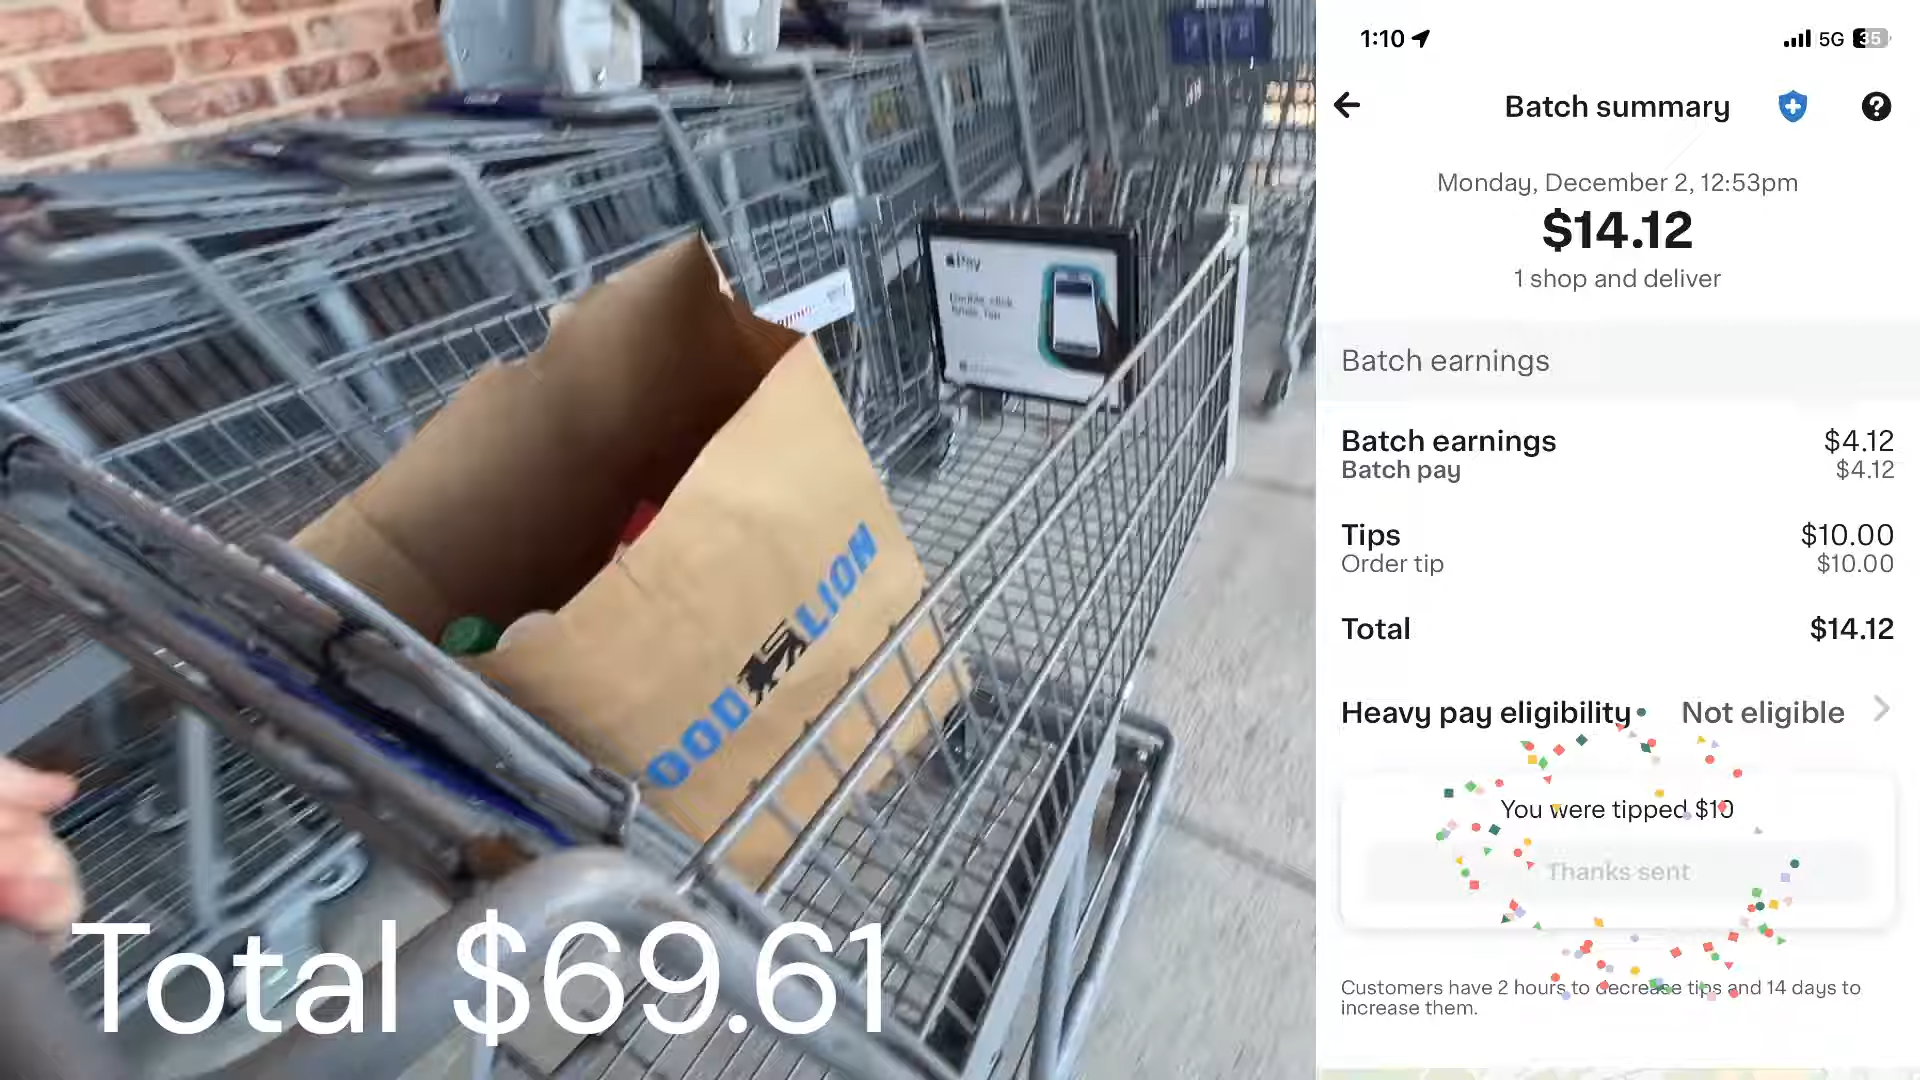 Pay
OOD LION
Total $69.61
1:10
5G
35
Batch summary
Monday, December 2, 12:53pm
$14.12
1 shop and deliver
Batch earnings
Batch earnings $4.12
Batch pay $4.12
Tips $10.00
Order tip $10.00
Total $14.12
Heavy pay eligibility Not eligible
You were tipped $10
Thanks sent
Customers have 2 hours to decrease tips and 14 days to
increase them.